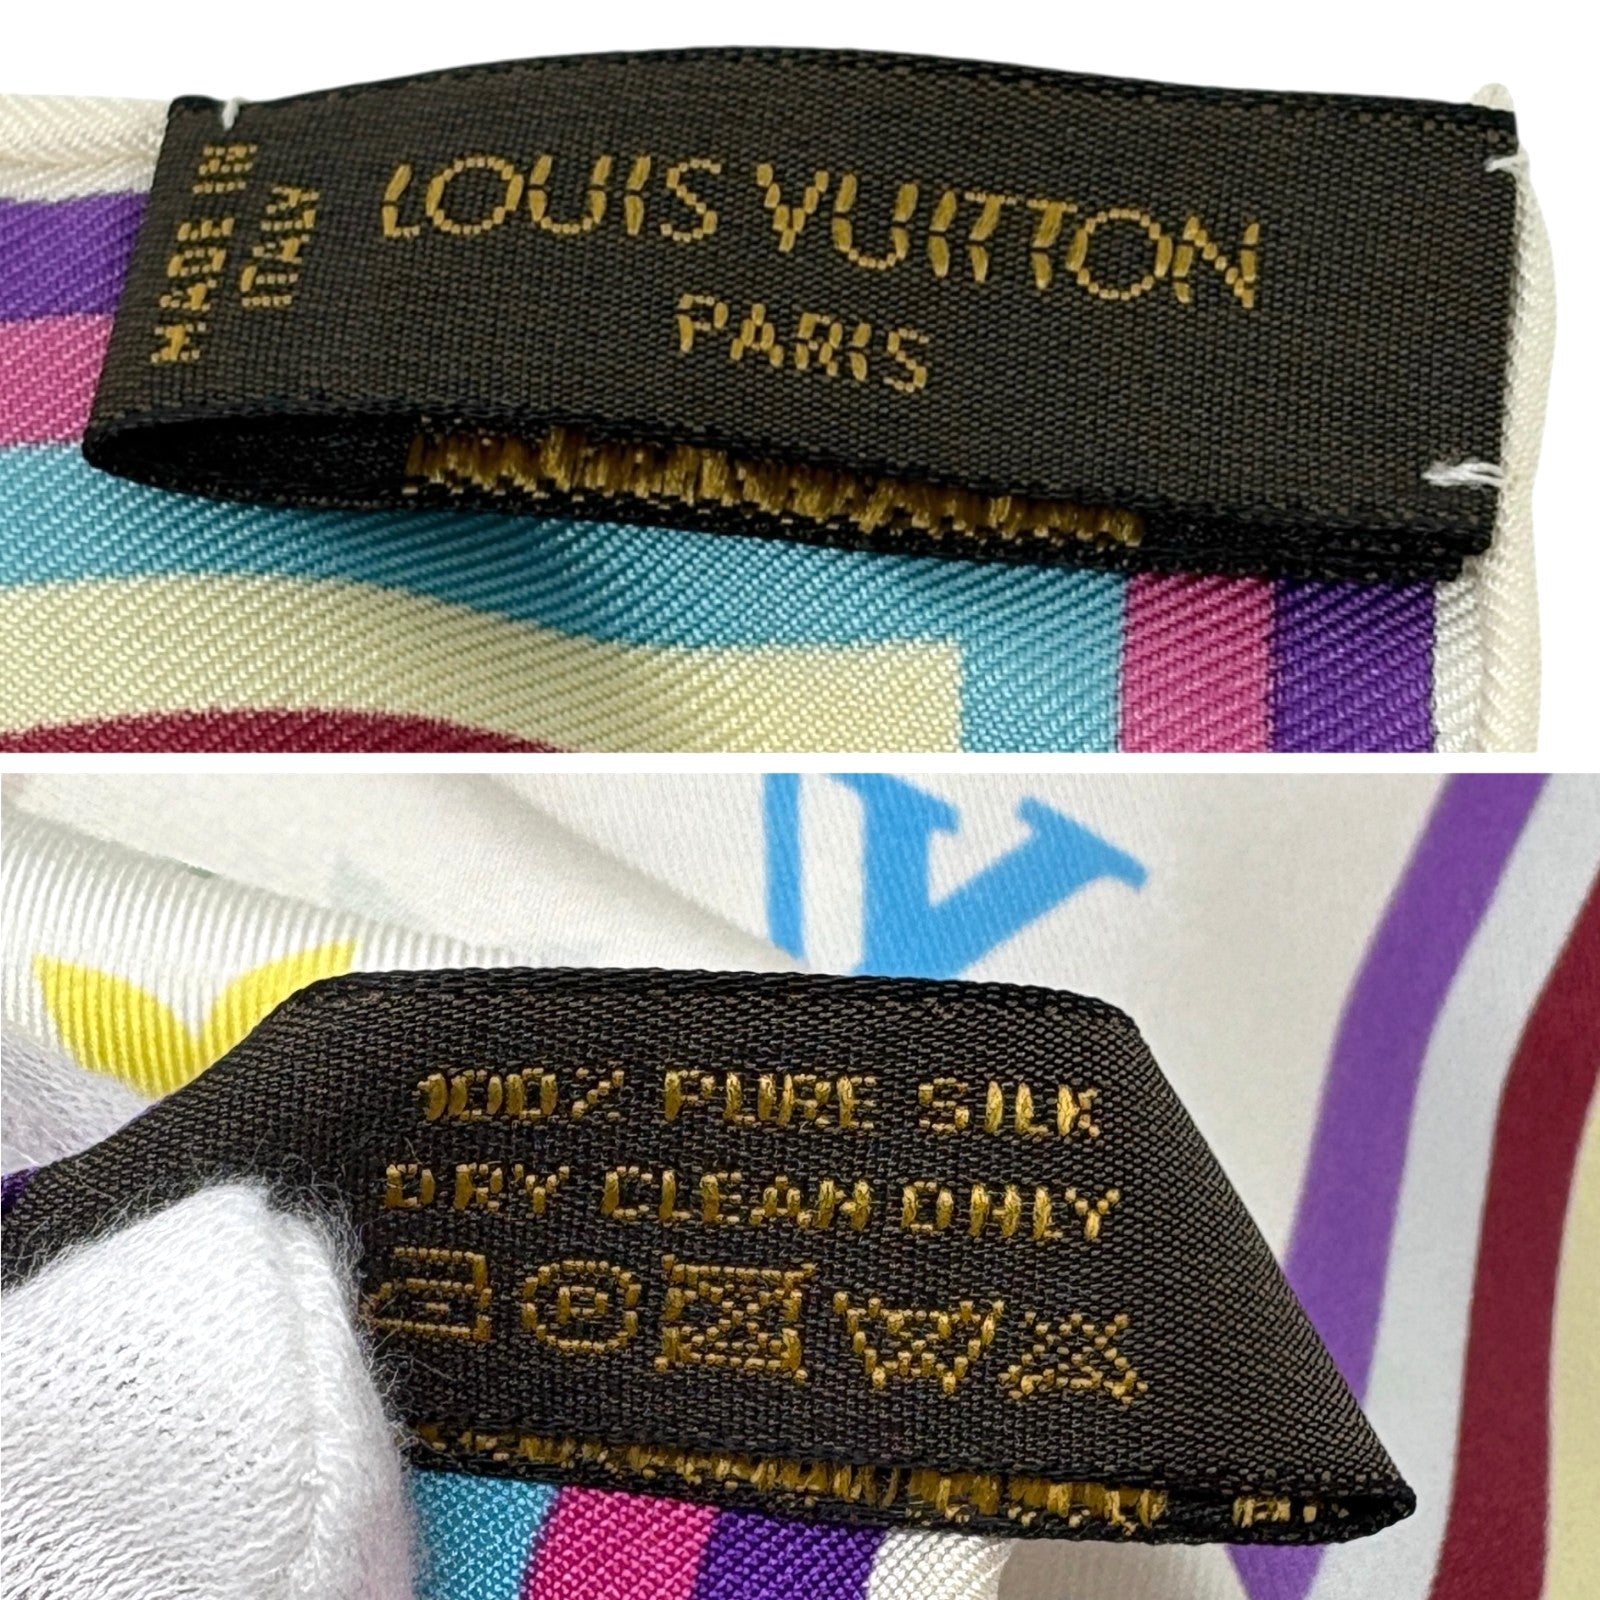 MADE IN
ITALY
LOUIS VUITTON
PARIS
100% PURE SILK
DRY CLEAN ONLY
P